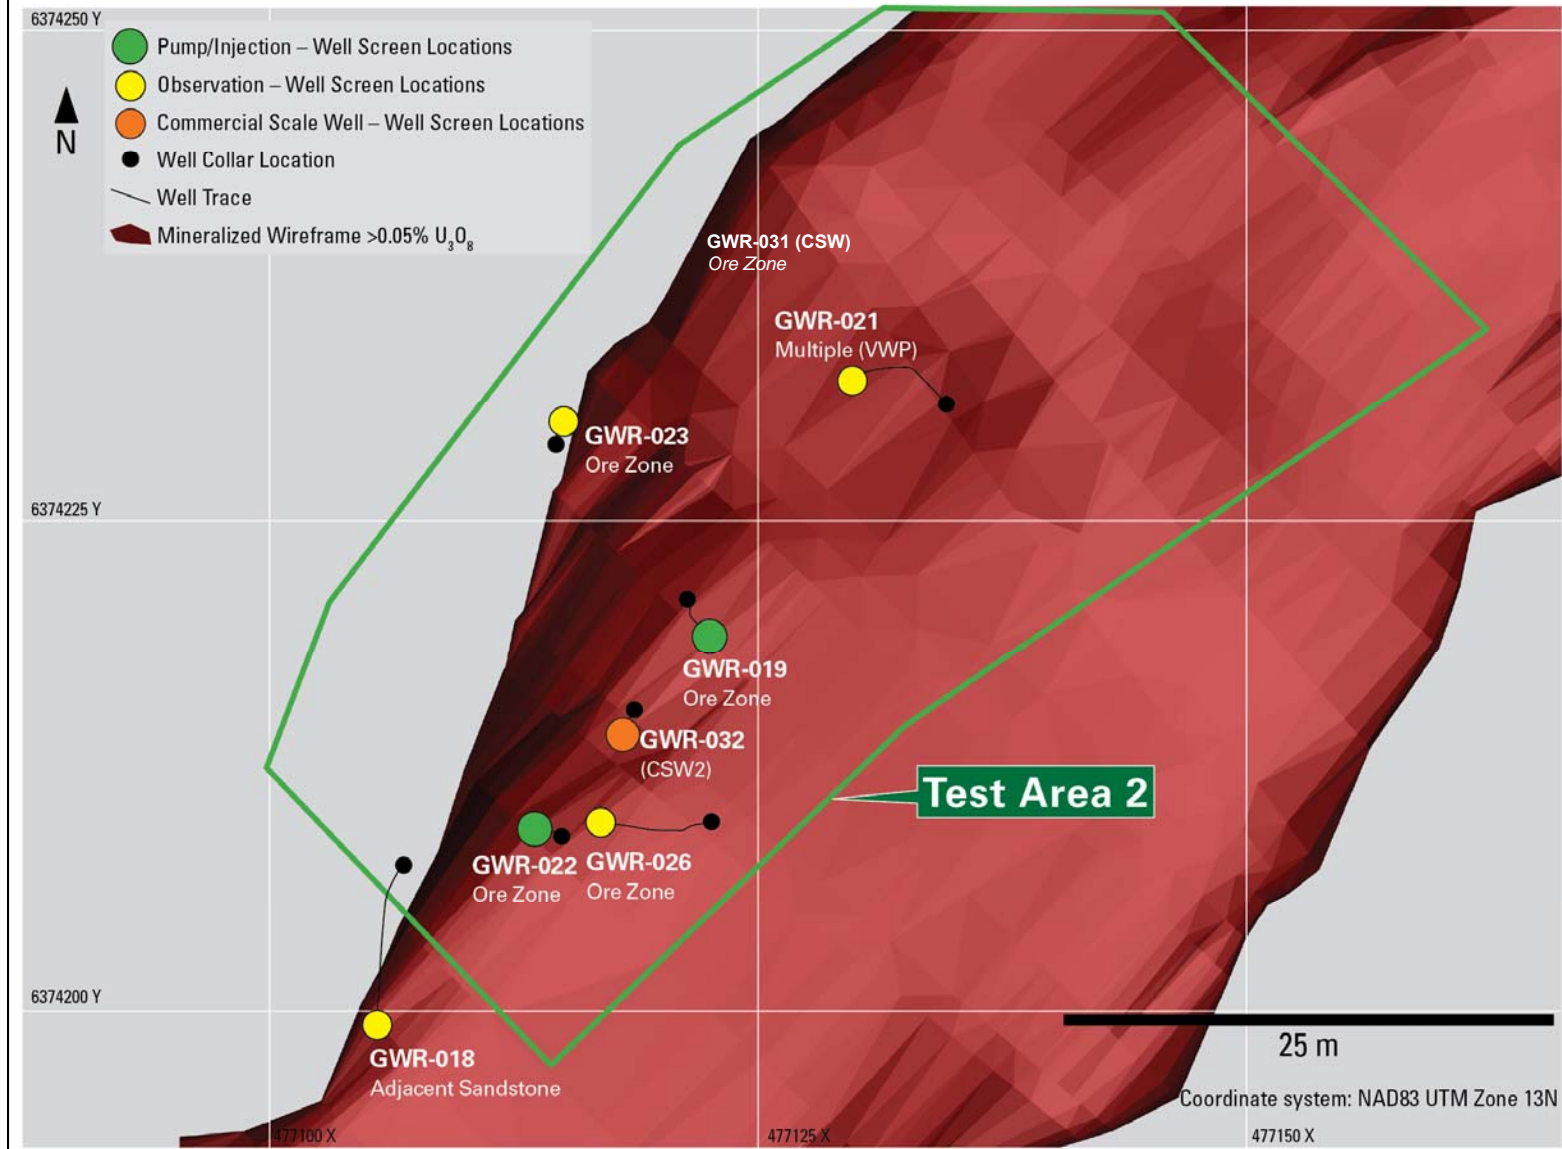 6374250 Y
Pump/Injection – Well Screen Locations
Observation – Well Screen Locations
Commercial Scale Well – Well Screen Locations
N
Well Collar Location
Well Trace
Mineralized Wireframe >0.05% U₃O₈
GWR-031 (CSW)
Ore Zone
GWR-021
Multiple (VWP)
GWR-023
Ore Zone
6374225 Y
GWR-019
Ore Zone
GWR-032
(CSW2)
Test Area 2
GWR-022
Ore Zone
GWR-026
Ore Zone
6374200 Y
GWR-018
Adjacent Sandstone
25 m
Coordinate system: NAD83 UTM Zone 13N
477100 X
477125 X
477150 X